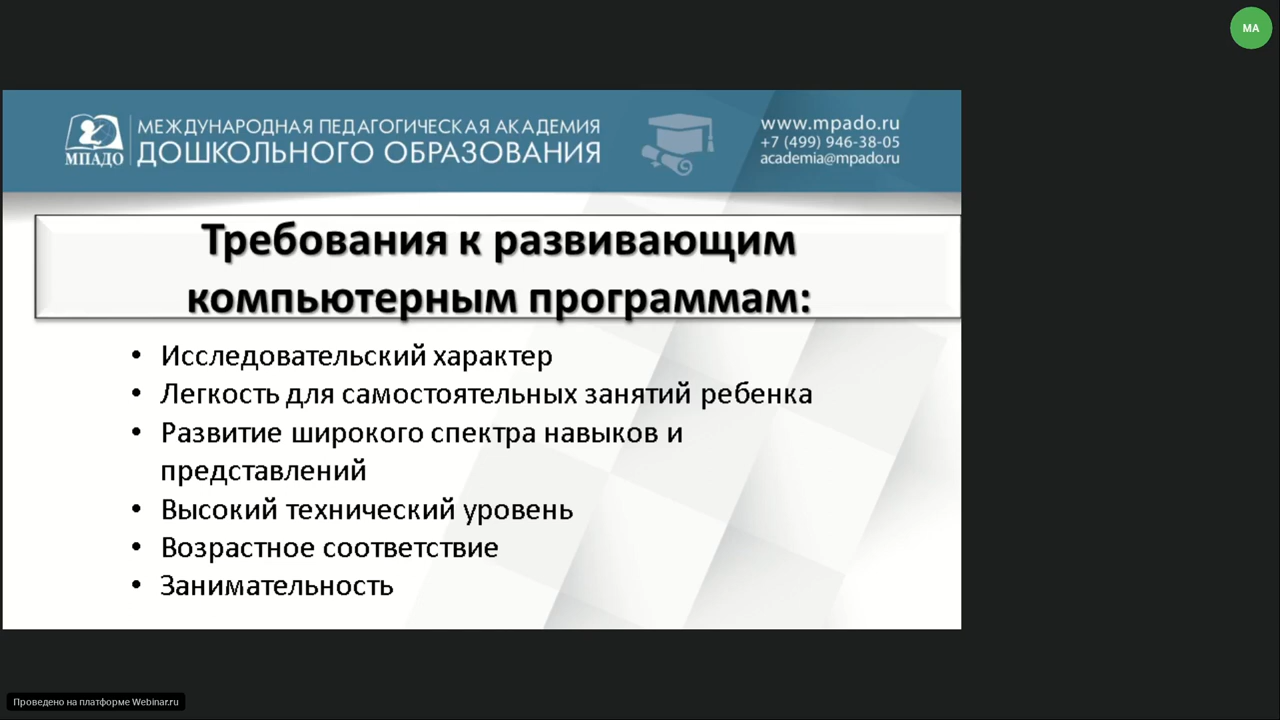 МА
МПАДО
МЕЖДУНАРОДНАЯ ПЕДАГОГИЧЕСКАЯ АКАДЕМИЯ
ДОШКОЛЬНОГО ОБРАЗОВАНИЯ
www.mpado.ru
+7 (499) 946-38-05
academia@mpado.ru
Требования к развивающим
компьютерным программам:
• Исследовательский характер
• Легкость для самостоятельных занятий ребенка
• Развитие широкого спектра навыков и
представлений
• Высокий технический уровень
• Возрастное соответствие
• Занимательность
Проведено на платформе Webinar.ru